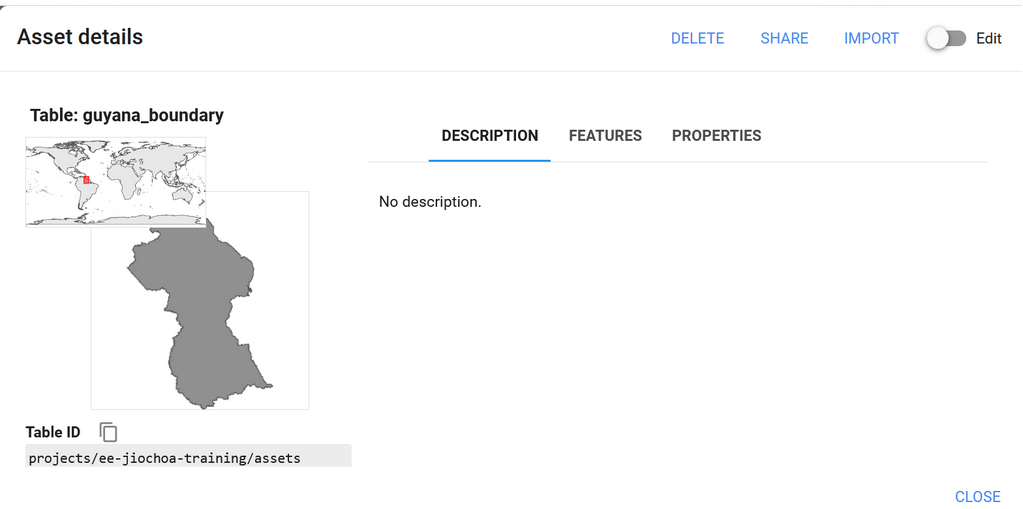 Asset details
DELETE SHARE IMPORT Edit
Table: guyana_boundary
DESCRIPTION FEATURES PROPERTIES
No description.
Table ID
projects/ee-jiochoa-training/assets
CLOSE